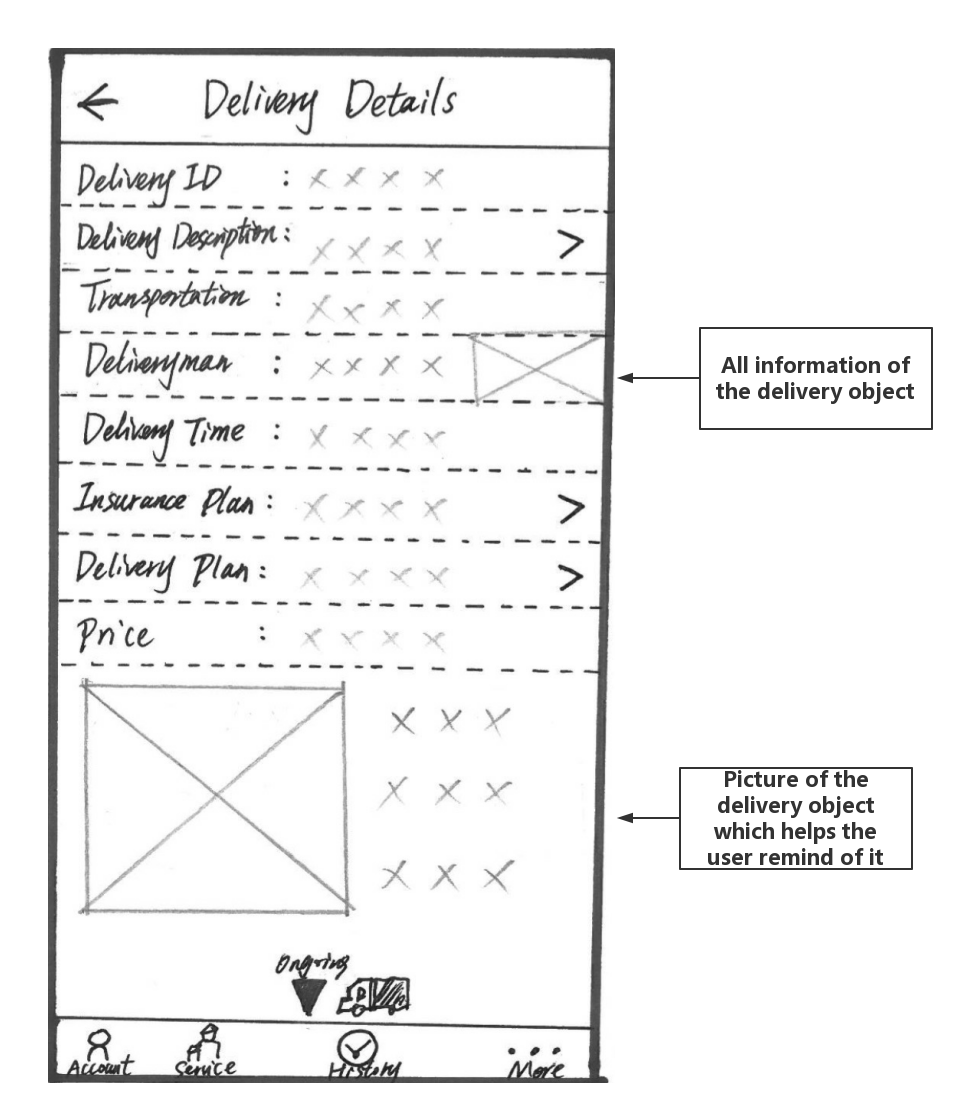 Delivery Details
Delivery ID : x x x x
Delivery Description: x x x x >
Transportation : x x x x
Deliveryman : x x x x
Delivery Time : x x x x
Insurance Plan: x x x x >
Delivery Plan: x x x x >
Price : x x x x
x x x
x x x
x x x
Ongoing
Account Service History More
All information of
the delivery object
Picture of the
delivery object
which helps the
user remind of it